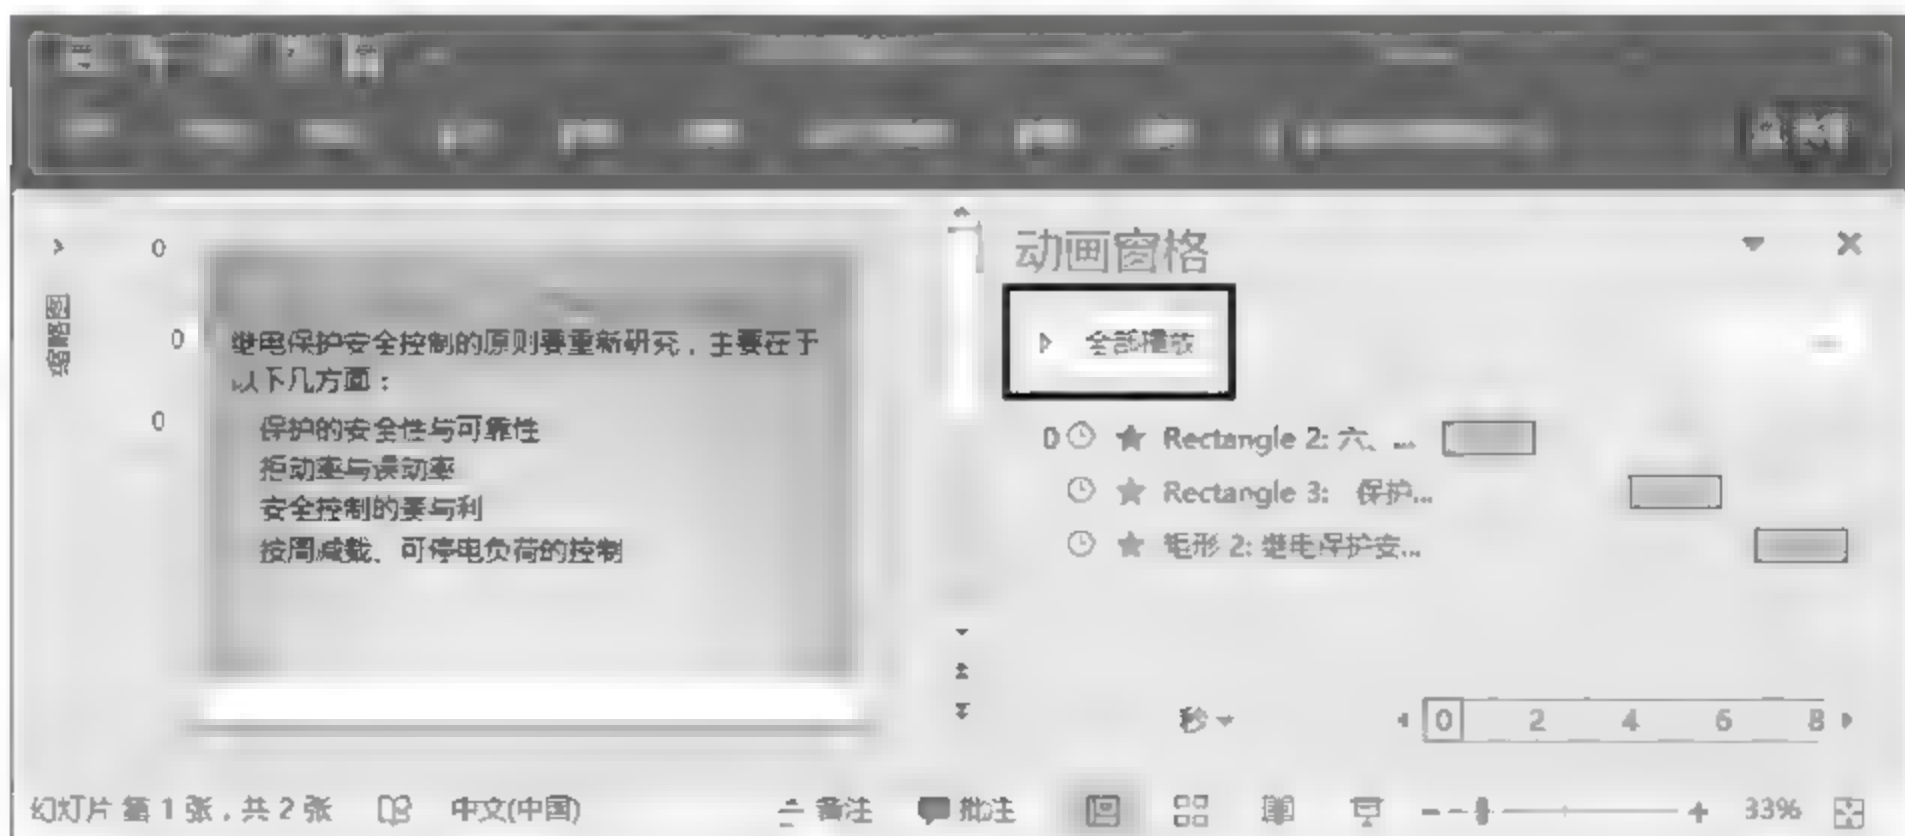 0
0
0
缩略图
继电保护安全控制的原则要重新研究，主要在于
以下几方面：
保护的安全性与可靠性
拒动率与误动率
安全控制的要与利
按周减载、可停电负荷的控制
动画窗格
全部播放
0 Rectangle 2: 六、...
Rectangle 3: 保护...
矩形 2: 继电保护安...
秒
0 2 4 6 8
幻灯片 第 1 张，共 2 张 中文(中国) 备注 批注 33%